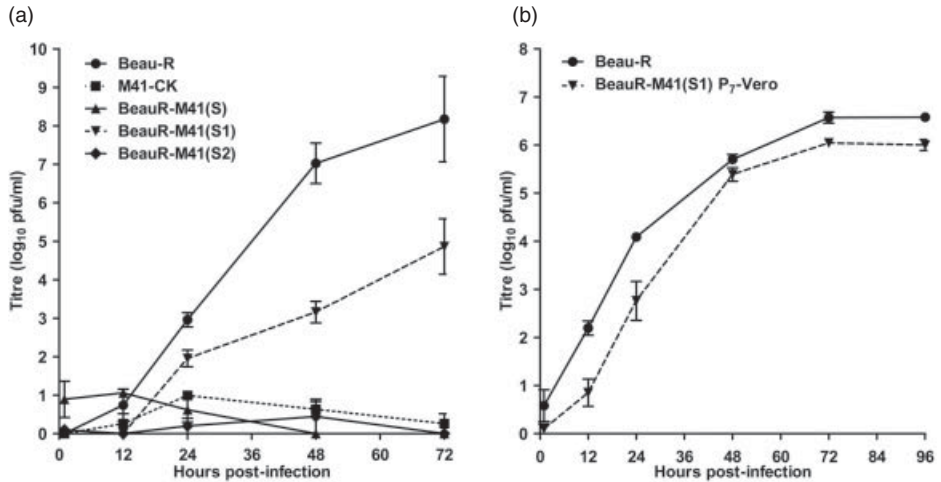 (a)
10
9
8
7
6
5
4
3
2
1
0
Titre (log10 pfu/ml)
Beau-R
M41-CK
BeauR-M41(S)
BeauR-M41(S1)
BeauR-M41(S2)
0 12 24 36 48 60 72
Hours post-infection
(b)
8
7
6
5
4
3
2
1
0
Titre (log10 pfu/ml)
Beau-R
BeauR-M41(S1) P7-Vero
0 12 24 36 48 60 72 84 96
Hours post-infection